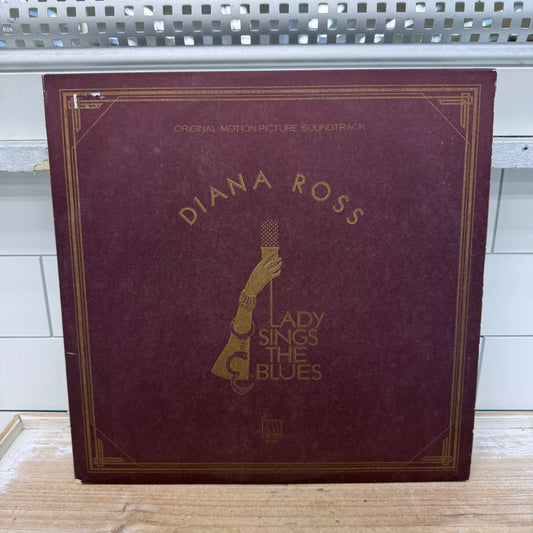 ORIGINAL MOTION PICTURE SOUNDTRACK
DIANA ROSS
LADY
SINGS
THE
BLUES